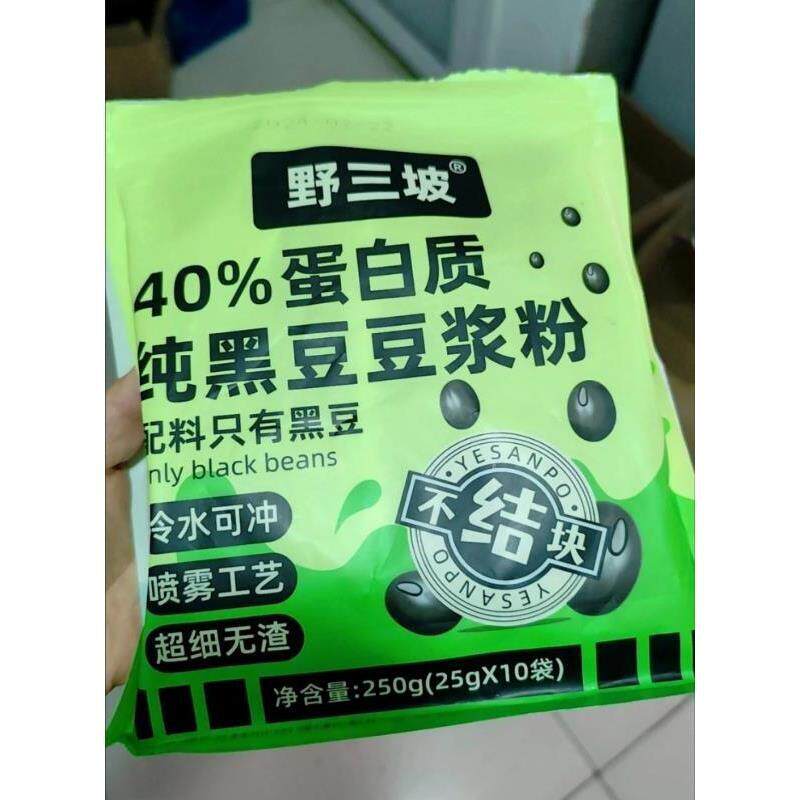 野三坡®
40%蛋白质
纯黑豆豆浆粉
配料只有黑豆
only black beans
冷水可冲
喷雾工艺
超细无渣
·YESANPO·
不结块
YESANPO
净含量:250g(25gX10袋)